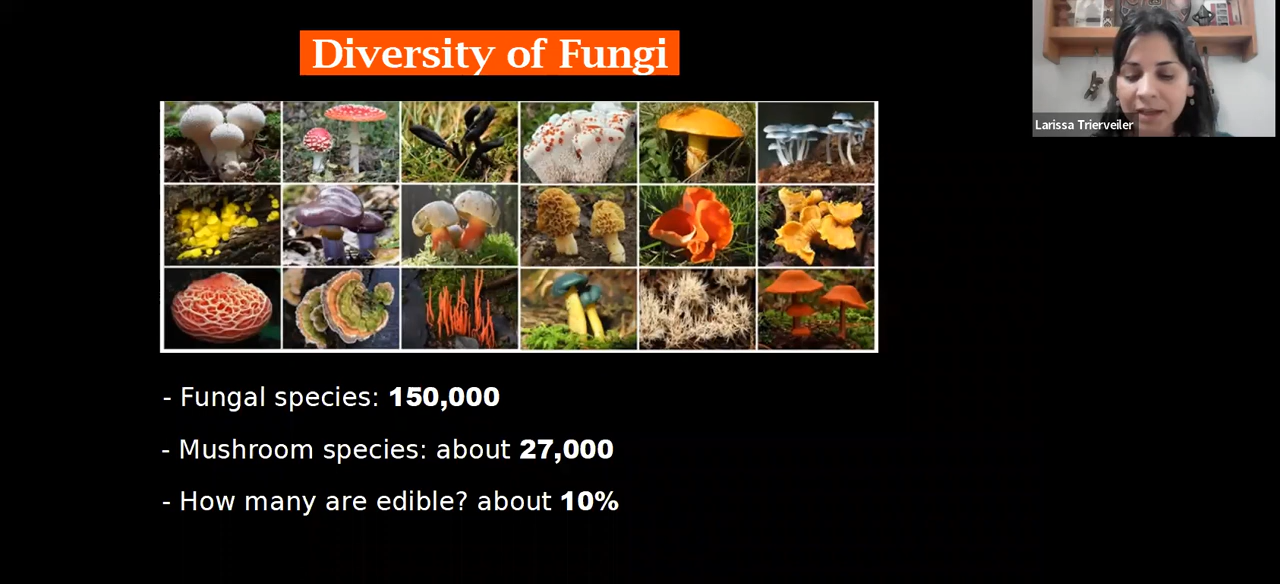 Diversity of Fungi
Larissa Trierveiler
- Fungal species: 150,000
- Mushroom species: about 27,000
- How many are edible? about 10%